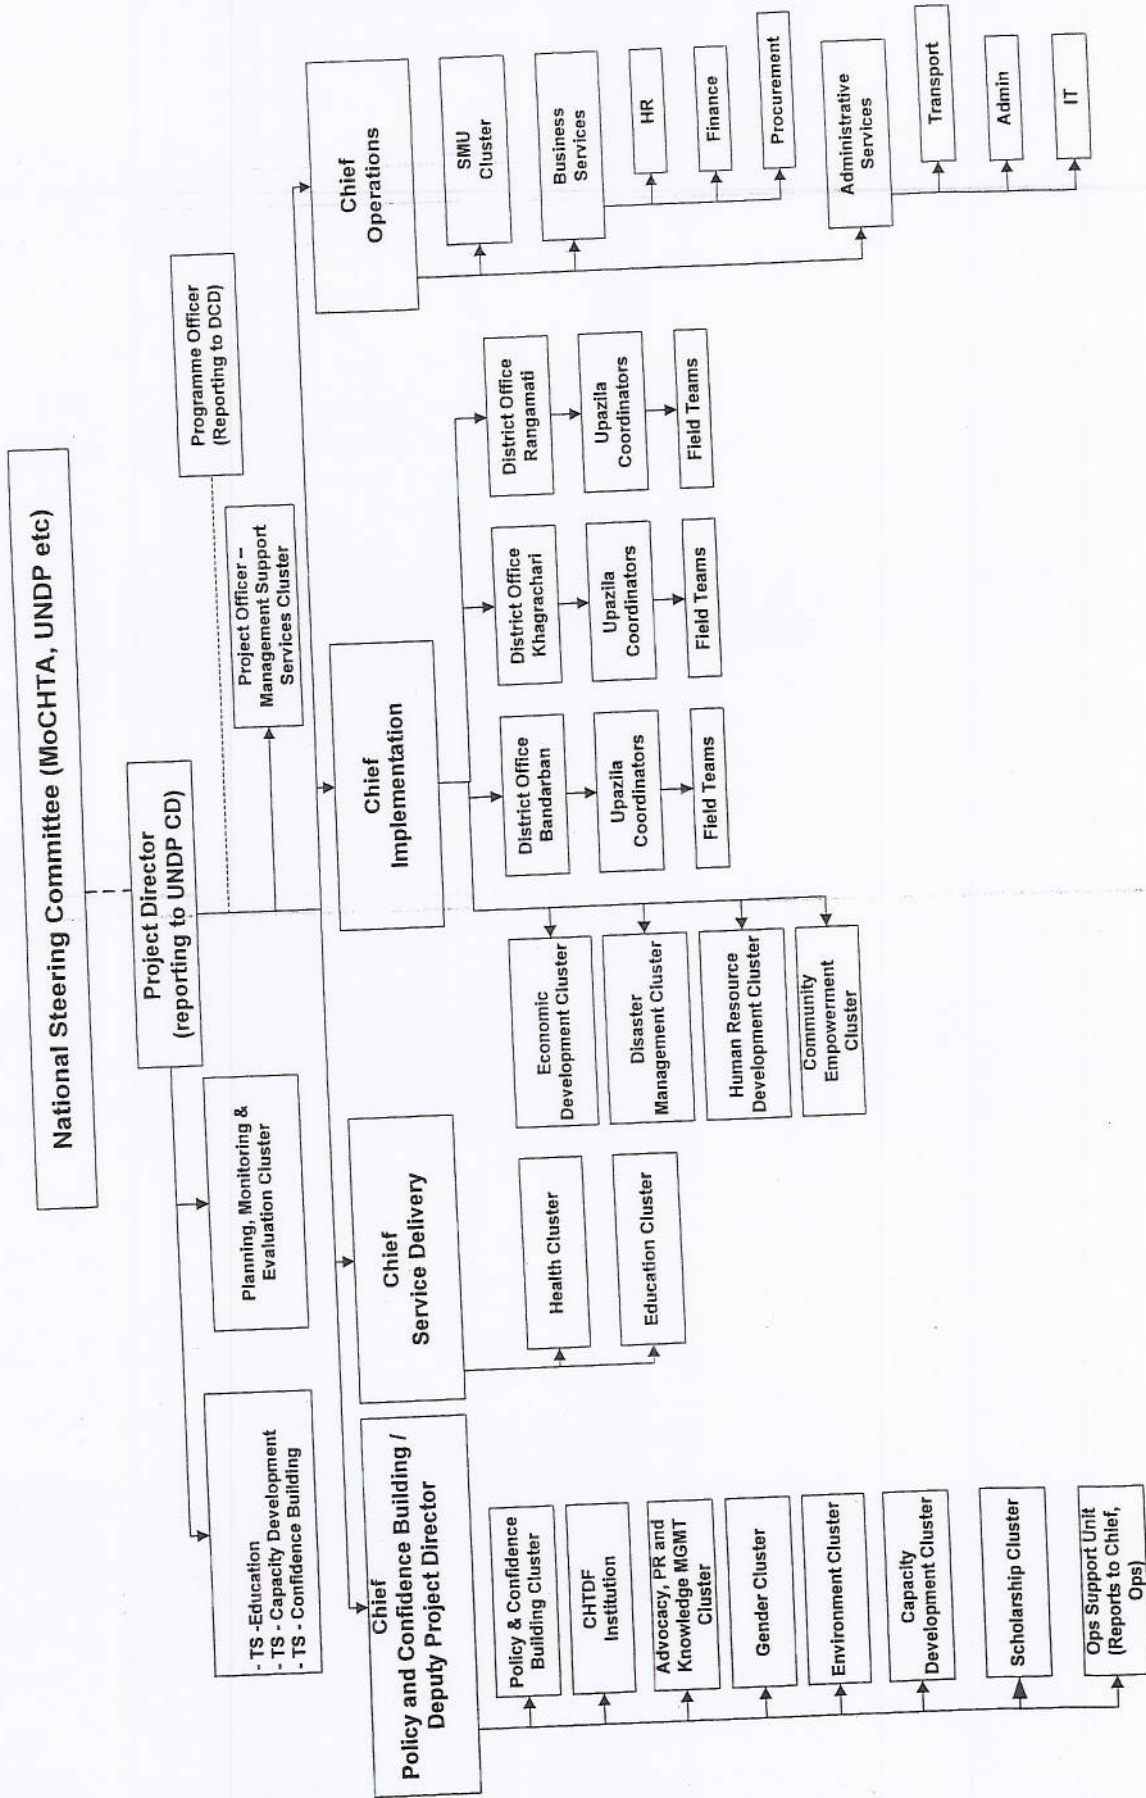 National Steering Committee (MoCHTA, UNDP etc)
Project Director
(reporting to UNDP CD)
Programme Officer
(Reporting to DCD)
Project Officer –
Management Support
Services Cluster
Planning, Monitoring &
Evaluation Cluster
- TS -Education
- TS - Capacity Development
- TS - Confidence Building
Chief
Policy and Confidence Building /
Deputy Project Director
Policy & Confidence
Building Cluster
CHTDF
Institution
Advocacy, PR and
Knowledge MGMT
Cluster
Gender Cluster
Environment Cluster
Capacity
Development Cluster
Scholarship Cluster
Ops Support Unit
(Reports to Chief,
Ops)
Chief
Service Delivery
Health Cluster
Education Cluster
Chief
Implementation
Economic
Development Cluster
Disaster
Management Cluster
Human Resource
Development Cluster
Community
Empowerment
Cluster
District Office
Bandarban
Upazila
Coordinators
Field Teams
District Office
Khagrachari
Upazila
Coordinators
Field Teams
District Office
Rangamati
Upazila
Coordinators
Field Teams
Chief
Operations
SMU
Cluster
Business
Services
HR
Finance
Procurement
Administrative
Services
Transport
Admin
IT